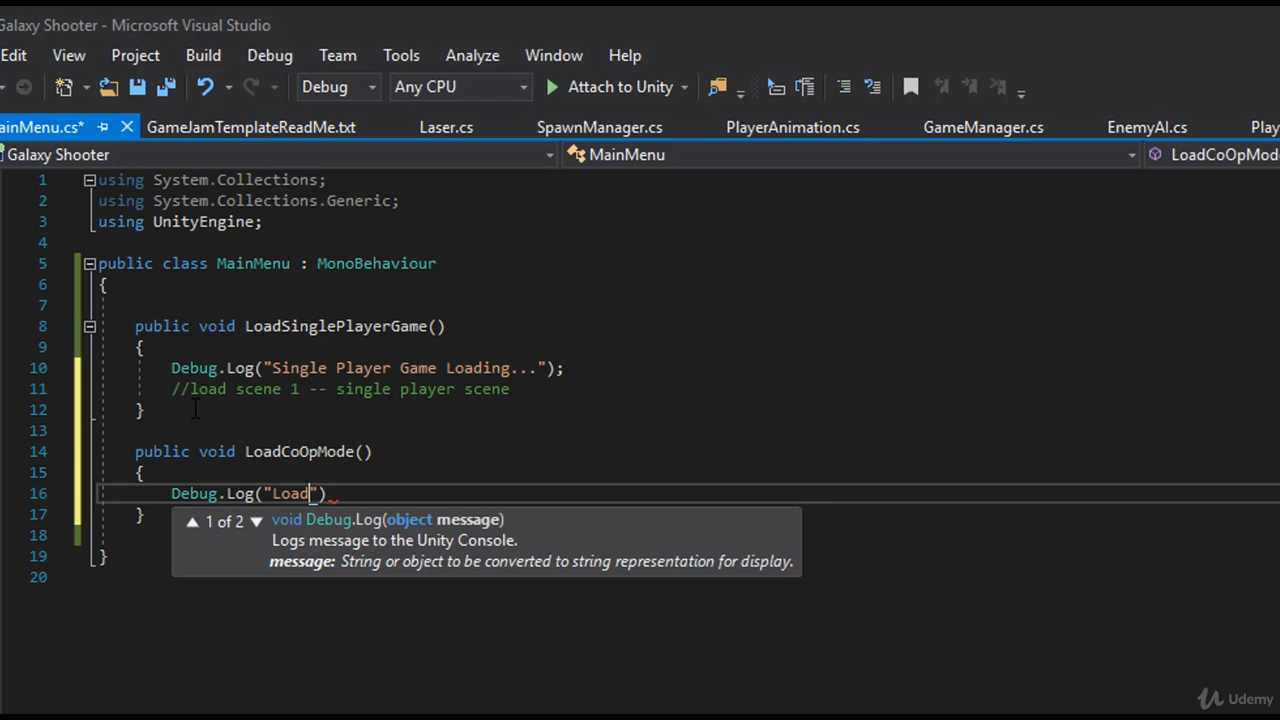 Galaxy Shooter - Microsoft Visual Studio
Edit View Project Build Debug Team Tools Analyze Window Help
Debug Any CPU Attach to Unity
ainMenu.cs* GameJamTemplateReadMe.txt Laser.cs SpawnManager.cs PlayerAnimation.cs GameManager.cs EnemyAI.cs Play
Galaxy Shooter MainMenu LoadCoOpMod
1 using System.Collections;
2 using System.Collections.Generic;
3 using UnityEngine;
4
5 public class MainMenu : MonoBehaviour
6 {
7
8 public void LoadSinglePlayerGame()
9 {
10 Debug.Log("Single Player Game Loading...");
11 //load scene 1 -- single player scene
12 }
13
14 public void LoadCoOpMode()
15 {
16 Debug.Log("Load")
17 }
18
19 }
20
1 of 2 void Debug.Log(object message)
Logs message to the Unity Console.
message: String or object to be converted to string representation for display.
Udemy